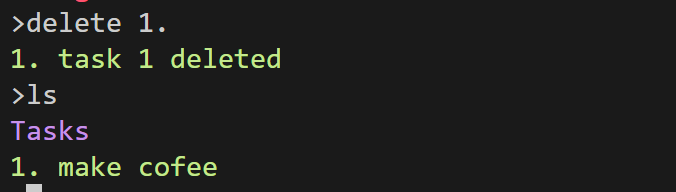 >delete 1.
1. task 1 deleted
>ls
Tasks
1. make cofee